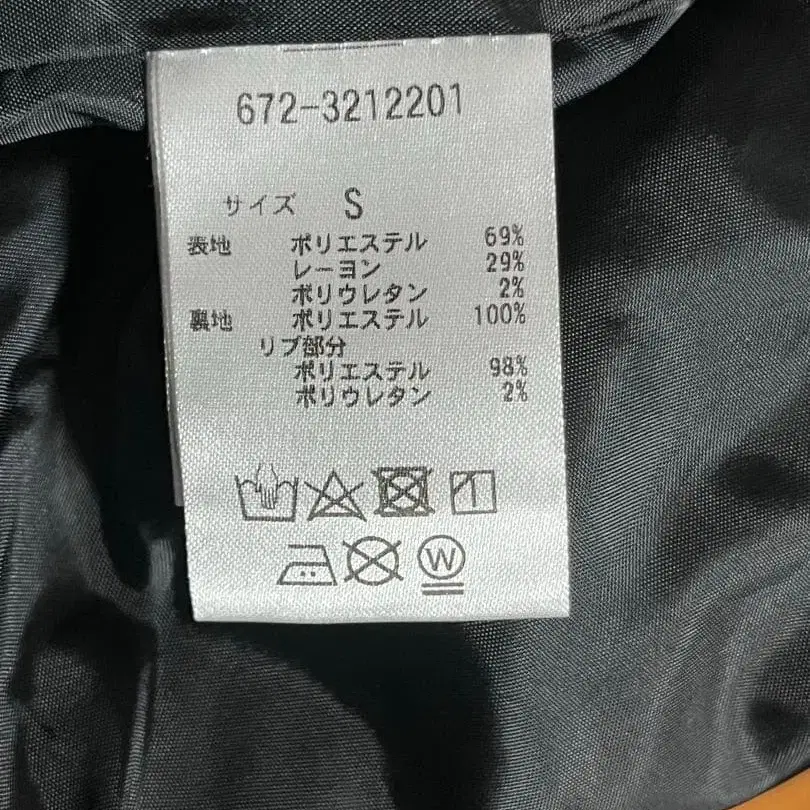 672-3212201
サイズ S
表地 ポリエステル 69%
レーヨン 29%
ポリウレタン 2%
裏地 ポリエステル 100%
リブ部分
ポリエステル 98%
ポリウレタン 2%
W